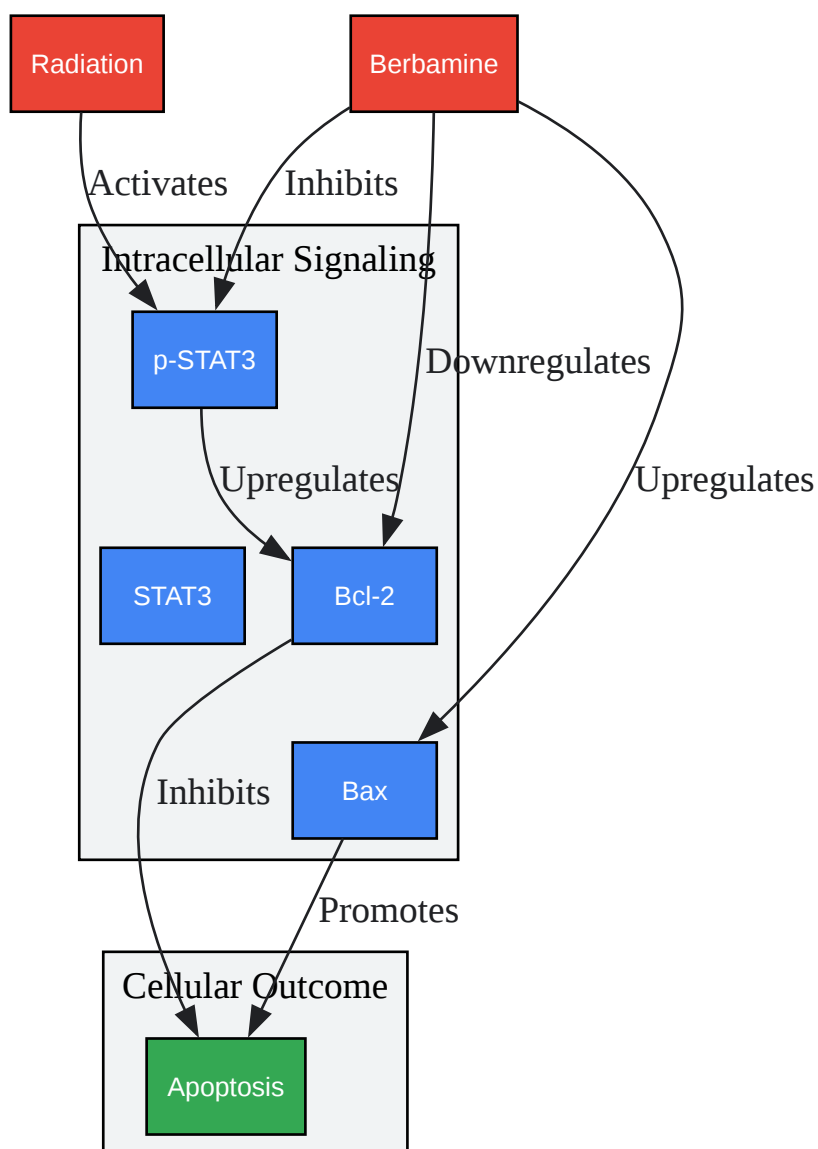 Radiation
Berbamine
Activates
Inhibits
Intracellular Signaling
p-STAT3
Downregulates
Upregulates
Upregulates
STAT3
Bcl-2
Inhibits
Bax
Promotes
Cellular Outcome
Apoptosis